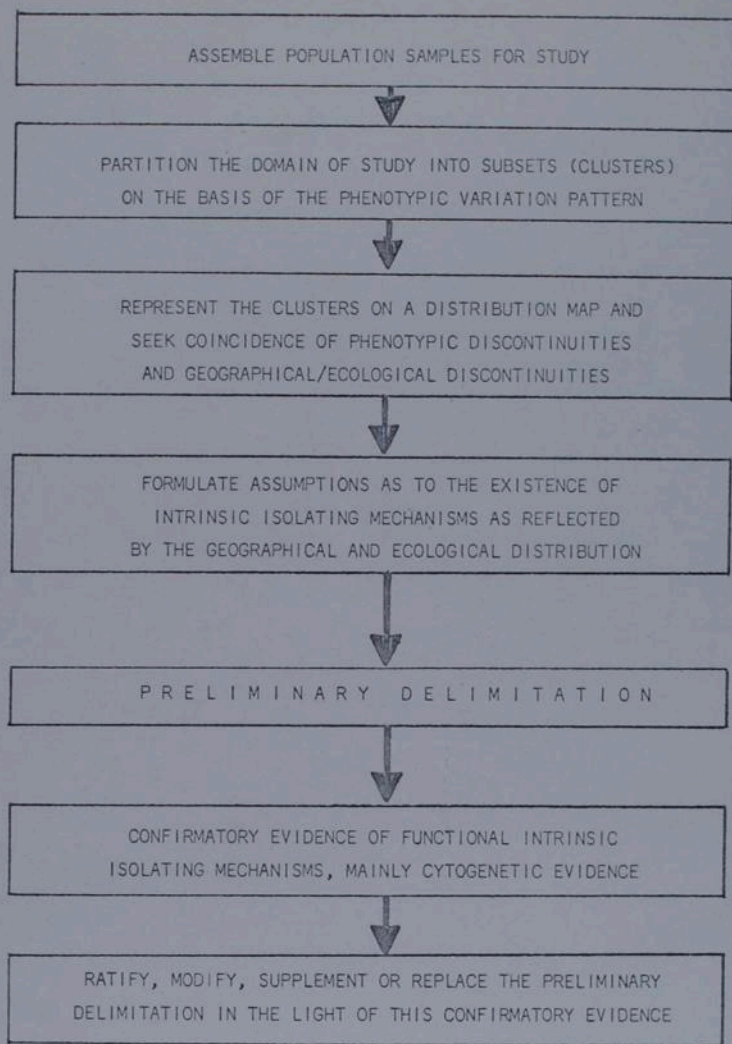 ASSEMBLE POPULATION SAMPLES FOR STUDY
PARTITION THE DOMAIN OF STUDY INTO SUBSETS (CLUSTERS)
ON THE BASIS OF THE PHENOTYPIC VARIATION PATTERN
REPRESENT THE CLUSTERS ON A DISTRIBUTION MAP AND
SEEK COINCIDENCE OF PHENOTYPIC DISCONTINUITIES
AND GEOGRAPHICAL/ECOLOGICAL DISCONTINUITIES
FORMULATE ASSUMPTIONS AS TO THE EXISTENCE OF
INTRINSIC ISOLATING MECHANISMS AS REFLECTED
BY THE GEOGRAPHICAL AND ECOLOGICAL DISTRIBUTION
PRELIMINARY DELIMITATION
CONFIRMATORY EVIDENCE OF FUNCTIONAL INTRINSIC
ISOLATING MECHANISMS, MAINLY CYTOGENETIC EVIDENCE
RATIFY, MODIFY, SUPPLEMENT OR REPLACE THE PRELIMINARY
DELIMITATION IN THE LIGHT OF THIS CONFIRMATORY EVIDENCE